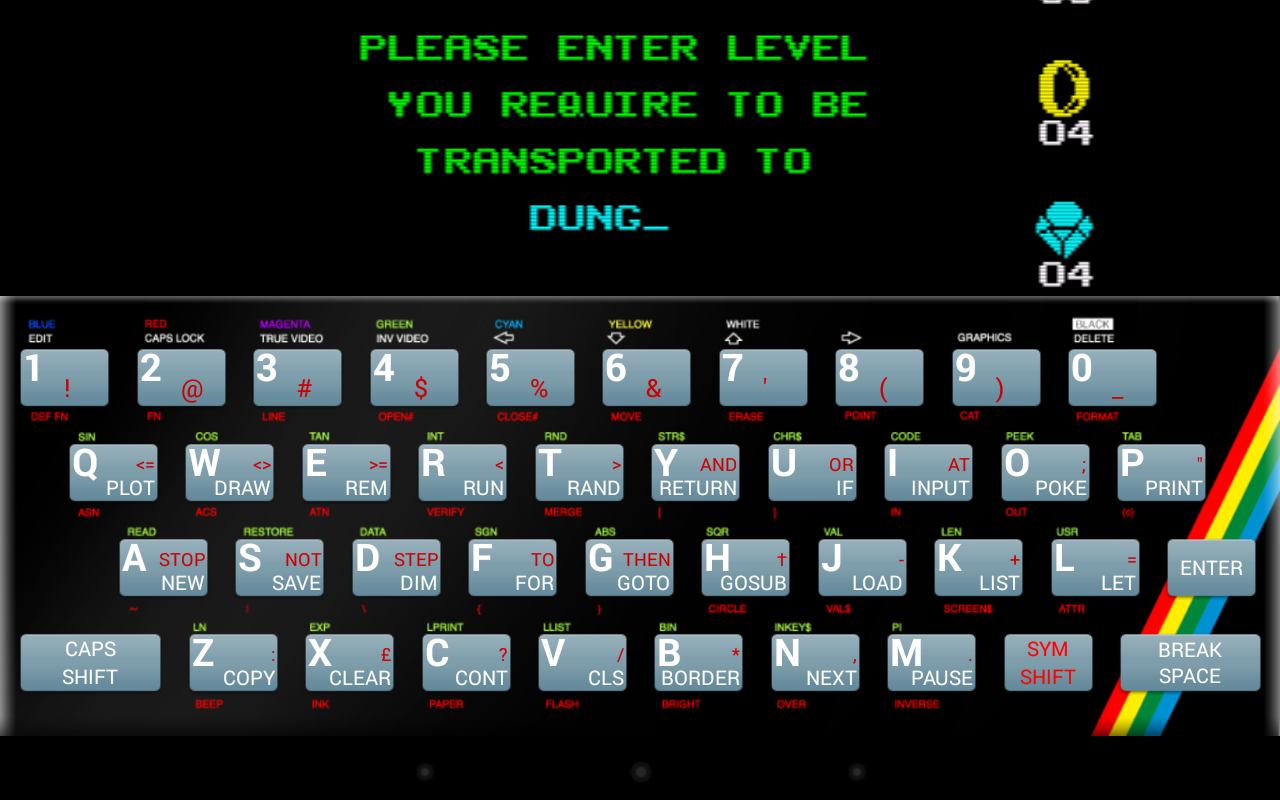 PLEASE ENTER LEVEL
YOU REQUIRE TO BE
TRANSPORTED TO
DUNG_
04
04
BLUE RED MAGENTA GREEN CYAN YELLOW WHITE BLACK
EDIT CAPS LOCK TRUE VIDEO INV VIDEO GRAPHICS DELETE
1 ! 2 @ 3 # 4 $ 5 % 6 & 7 ' 8 ( 9 ) 0 _
DEF FN FN LINE OPEN# CLOSE# MOVE ERASE POINT CAT FORMAT
SIN COS TAN INT RND STR$ CHR$ CODE PEEK TAB
Q <= W <> E >= R < T > Y AND U OR I AT O ; P "
PLOT DRAW REM RUN RAND RETURN IF INPUT POKE PRINT
ASN ACS ATN VERIFY MERGE [ ] IN OUT (c)
READ RESTORE DATA SGN ABS SQR VAL LEN USR
A STOP S NOT D STEP F TO G THEN H † J - K + L = ENTER
NEW SAVE DIM FOR GOTO GOSUB LOAD LIST LET
~ | \ { } CIRCLE VAL$ SCREEN$ ATTR
LN EXP LPRINT LLIST BIN INKEY$ PI
CAPS SHIFT Z : X £ C ? V / B * N , M . SYM SHIFT BREAK SPACE
COPY CLEAR CONT CLS BORDER NEXT PAUSE
BEEP INK PAPER FLASH BRIGHT OVER INVERSE